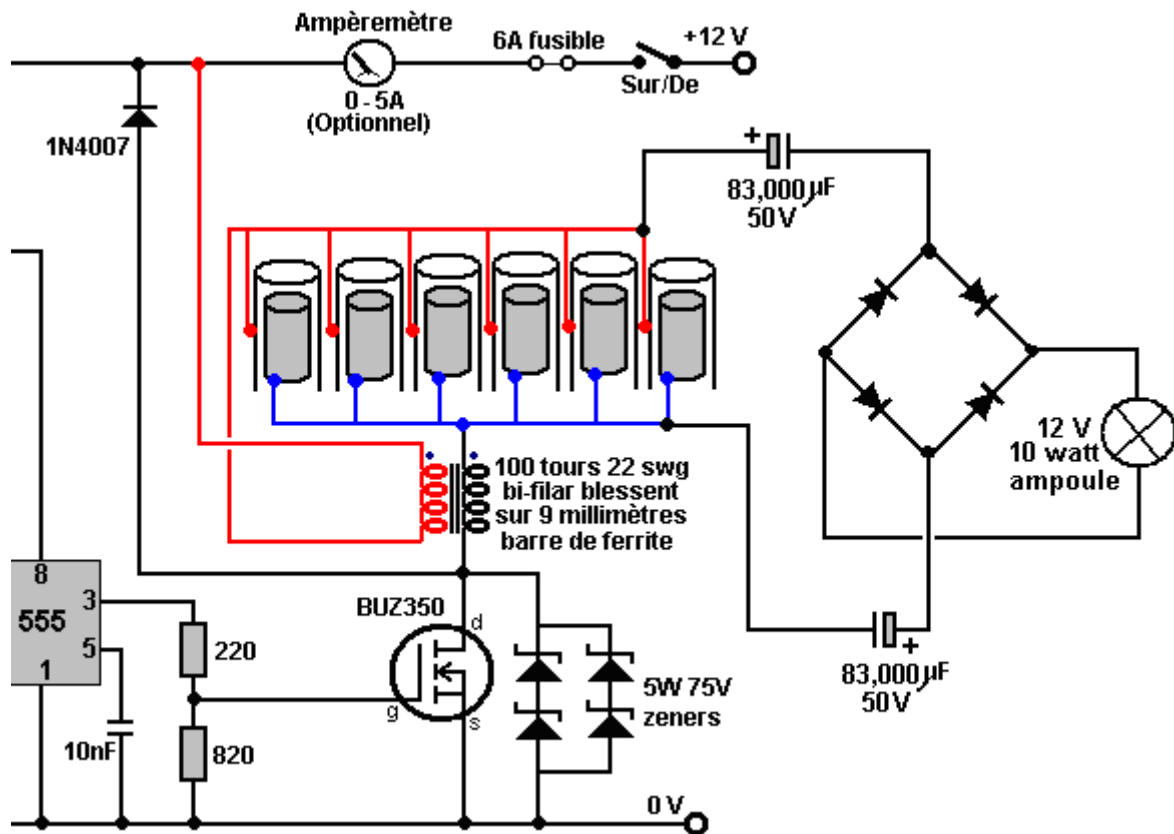 Ampèremètre
6A fusible
+12 V
Sur/De
0 - 5A
(Optionnel)
1N4007
+
83,000µF
50V
12 V
10 watt
ampoule
100 tours 22 swg
bi-filar blessent
sur 9 millimètres
barre de ferrite
8
3
555
5
1
BUZ350
d
g
s
220
820
10nF
5W 75V
zeners
+
83,000µF
50V
0 V